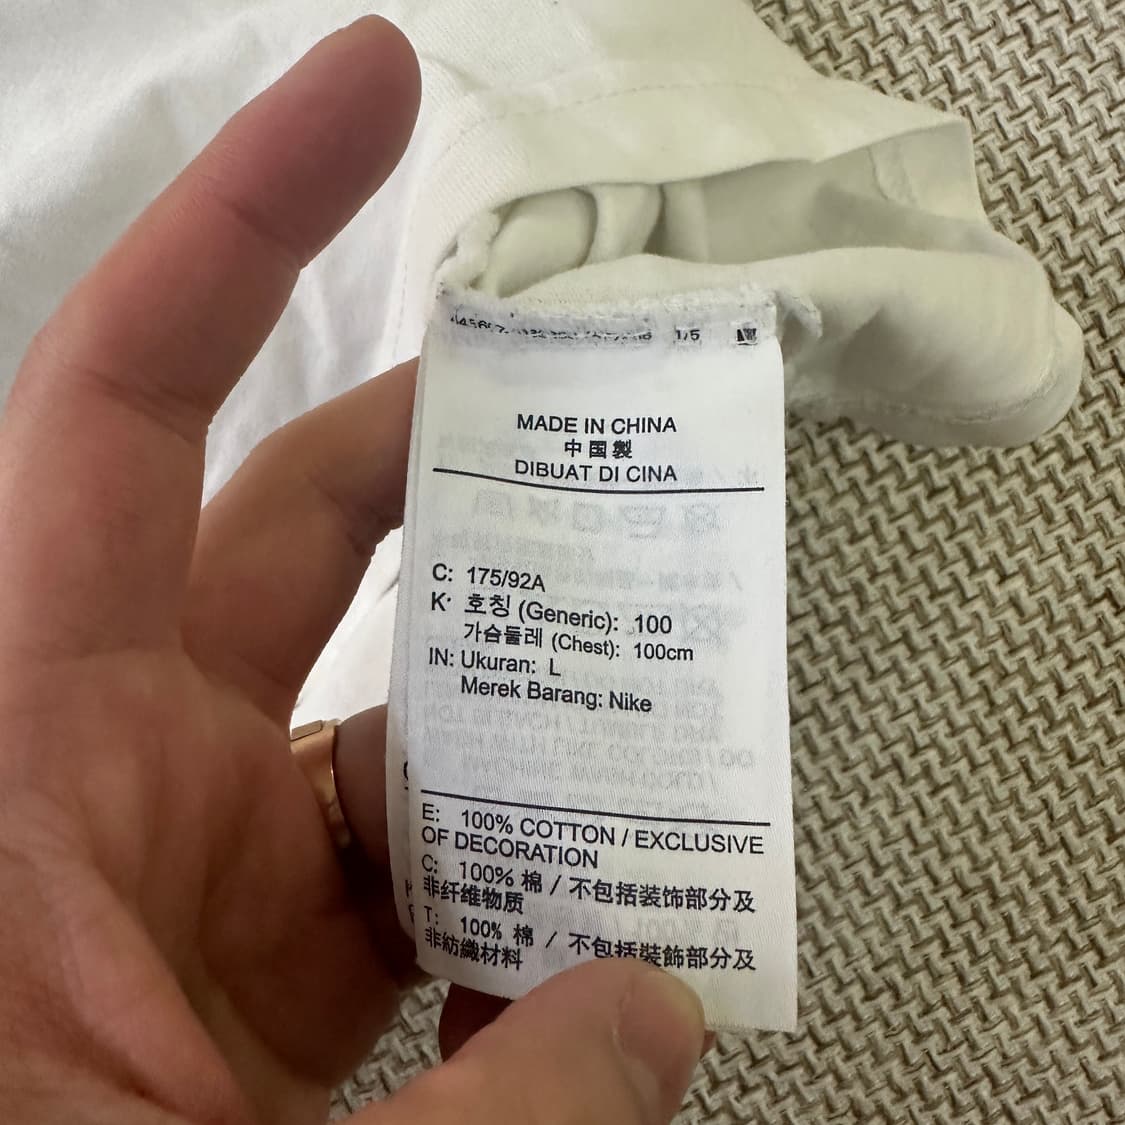 1/5
MADE IN CHINA
中国製
DIBUAT DI CINA
C: 175/92A
K: 호칭 (Generic): 100
가슴둘레 (Chest): 100cm
IN: Ukuran: L
Merek Barang: Nike
E: 100% COTTON / EXCLUSIVE
OF DECORATION
C: 100% 棉 / 不包括装饰部分及
非纤维物质
T: 100% 棉 / 不包括裝飾部分及
非紡織材料